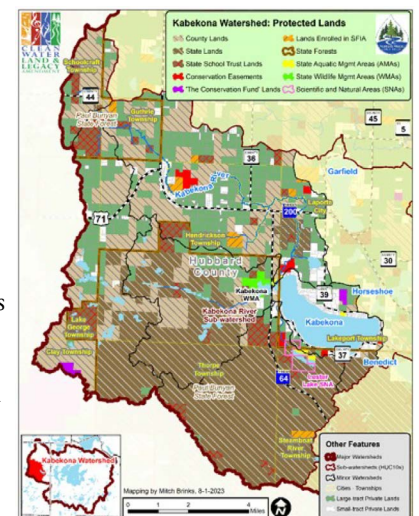 Kabekona Watershed: Protected Lands
CLEAN
WATER
LAND &
LEGACY
AMENDMENT
County Lands
State Lands
State School Trust Lands
Conservation Easements
'The Conservation Fund' Lands
Lands Enrolled in SFIA
State Forests
State Aquatic Mgmt Areas (AMAs)
State Wildlife Mgmt Areas (WMAs)
Scientific and Natural Areas (SNAs)
Schoolcraft
Township
44
Paul Bunyan
State Forest
Guthrie
Township
45
5
36
Garfield
Kabekona River
Laporte
City
71
200
Hendrickson
Township
30
Hubbard
County
39
Horseshoe
Kabekona
WMA
Kabekona
Kabekona River
Sub-watershed
Lake
George
Township
Lakeport Township
37
Clay Township
Benedict
Lester
Lake SNA
Thorpe
Township
64
Paul Bunyan
State Forest
Steamboat
River
Township
Kabekona Watershed
Other Features
Major Watersheds
Sub-watersheds (HUC10s)
Minor Watersheds
Cities - Townships
Large-tract Private Lands
Small-tract Private Lands
Mapping by Mitch Brinks, 8-1-2023
0 2 4
Miles